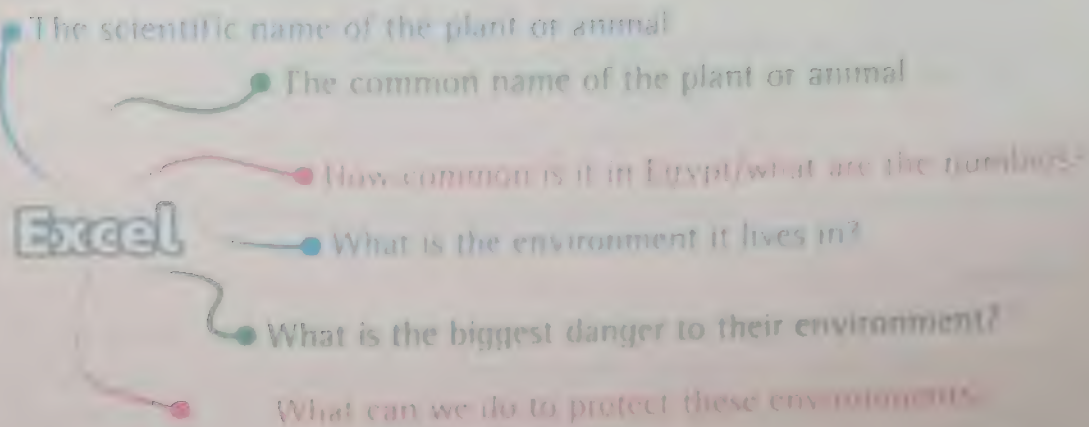 The scientific name of the plant or animal
The common name of the plant or animal
How common is it in Egypt/what are the numbers?
Excel
What is the environment it lives in?
What is the biggest danger to their environment?
What can we do to protect these environments